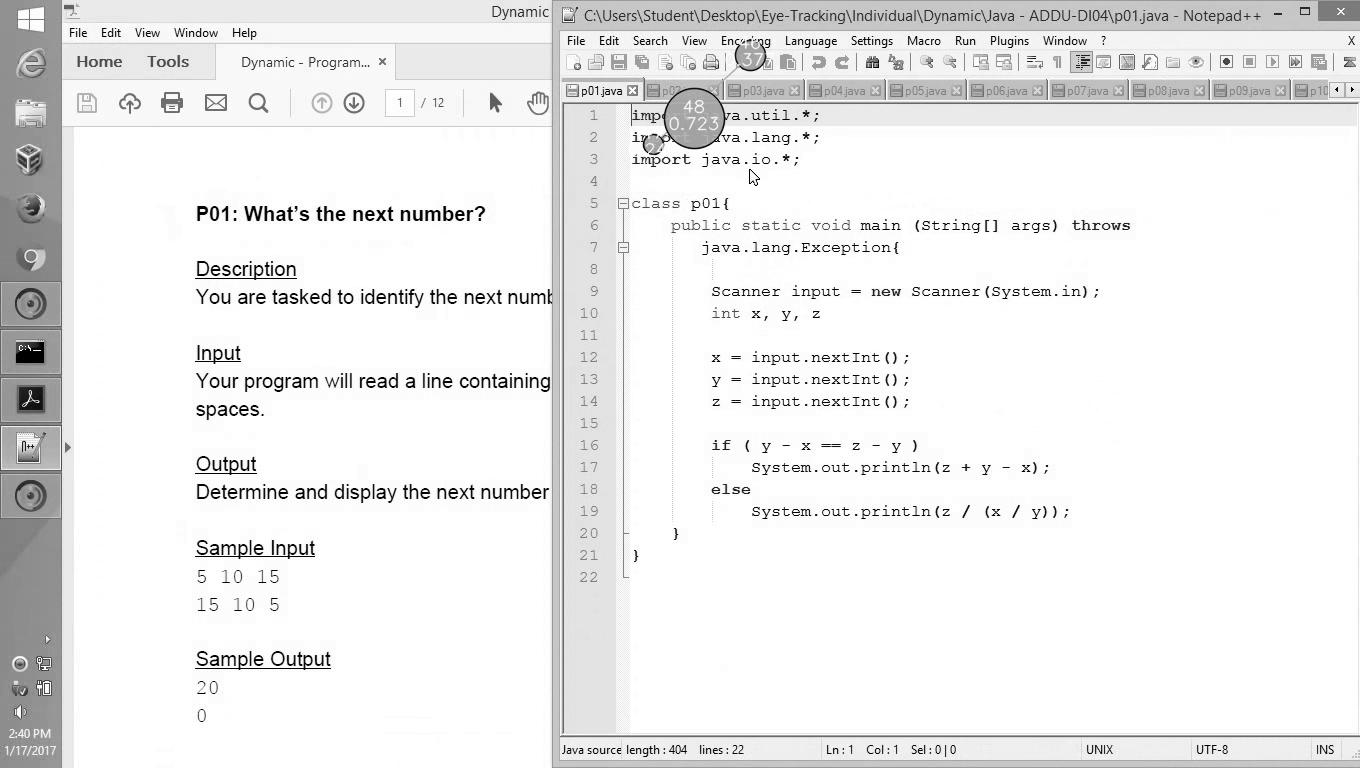 Dynamic
File Edit View Window Help
Home Tools Dynamic - Program... ×
1 / 12
P01: What's the next number?
Description
You are tasked to identify the next numb
Input
Your program will read a line containing
spaces.
Output
Determine and display the next number
Sample Input
5 10 15
15 10 5
Sample Output
20
0
2:40 PM
1/17/2017
C:\Users\Student\Desktop\Eye-Tracking\Individual\Dynamic\Java - ADDU-DI04\p01.java - Notepad++
File Edit Search View Encoding Language Settings Macro Run Plugins Window ? X
p01.java p03.java p04.java p05.java p06.java p07.java p08.java p09.java p10
37
48
0.723
1 import java.util.*;
2 import java.lang.*;
3 import java.io.*;
4
5 class p01{
6 public static void main (String[] args) throws
7 java.lang.Exception{
8
9 Scanner input = new Scanner(System.in);
10 int x, y, z
11
12 x = input.nextInt();
13 y = input.nextInt();
14 z = input.nextInt();
15
16 if ( y - x == z - y )
17 System.out.println(z + y - x);
18 else
19 System.out.println(z / (x / y));
20 }
21 }
22
Java source length : 404 lines : 22 Ln : 1 Col : 1 Sel : 0 | 0 UNIX UTF-8 INS